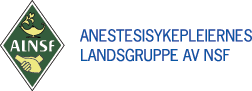 ALNSF
ANESTESISYKEPLEIERNES
LANDSGRUPPE AV NSF